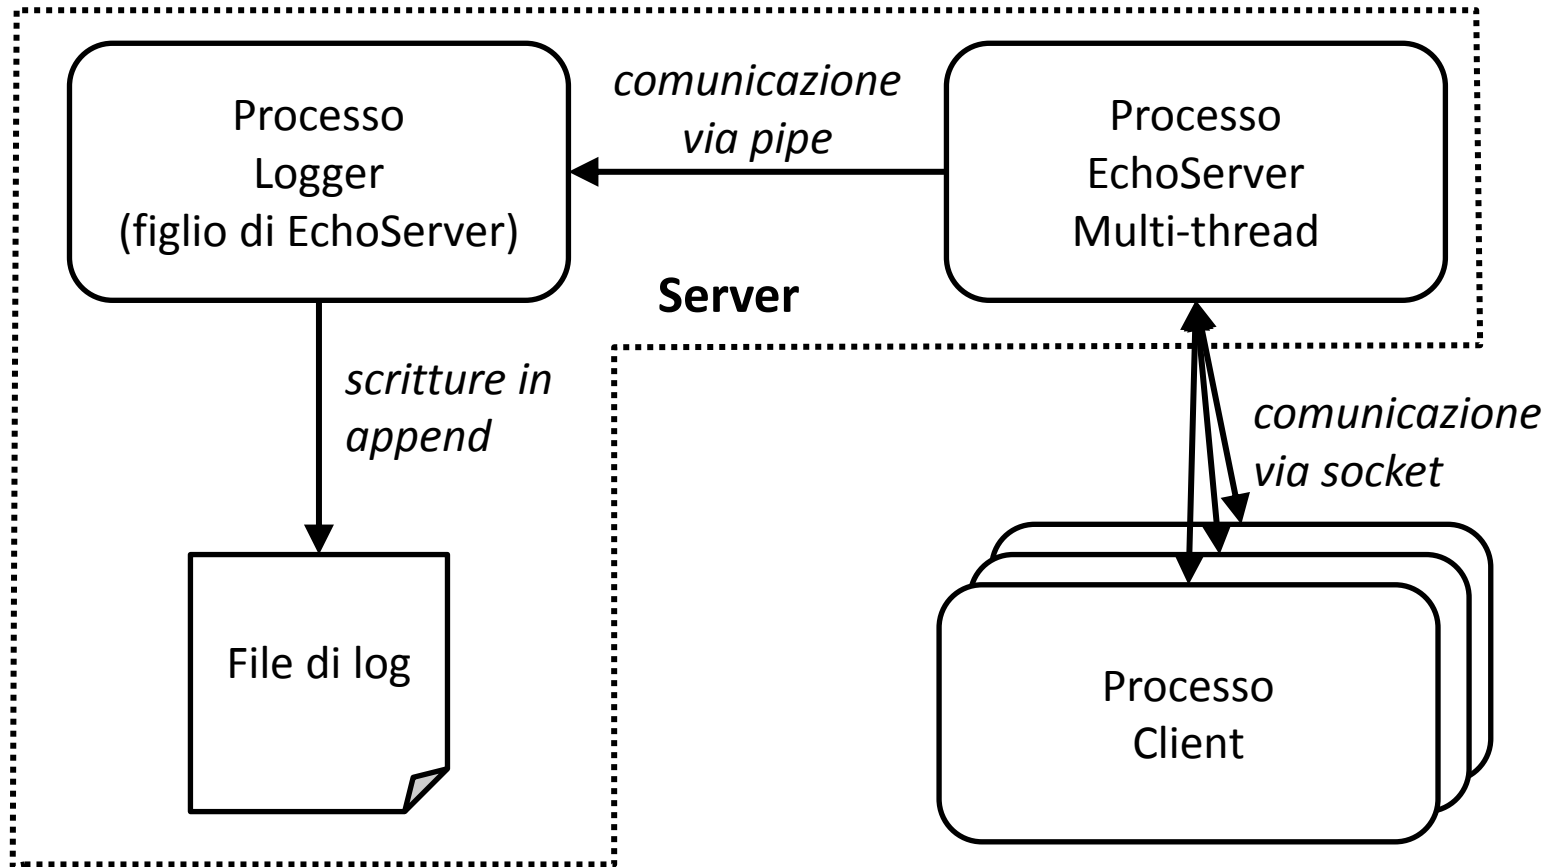 Processo
Logger
(figlio di EchoServer)
comunicazione
via pipe
Processo
EchoServer
Multi-thread
Server
scritture in
append
comunicazione
via socket
File di log
Processo
Client